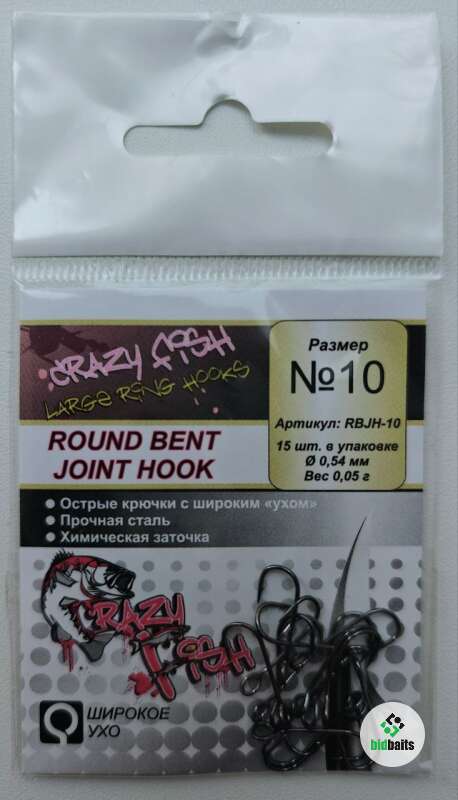 CRAZY FISH
LARGE RING HOOKS
ROUND BENT
JOINT HOOK
Размер
№10
Артикул: RBJH-10
15 шт. в упаковке
Ø 0,54 мм
Вес 0,05 г
• Острые крючки с широким «ухом»
• Прочная сталь
• Химическая заточка
CRAZY
FISH
ШИРОКОЕ
УХО
bidbaits